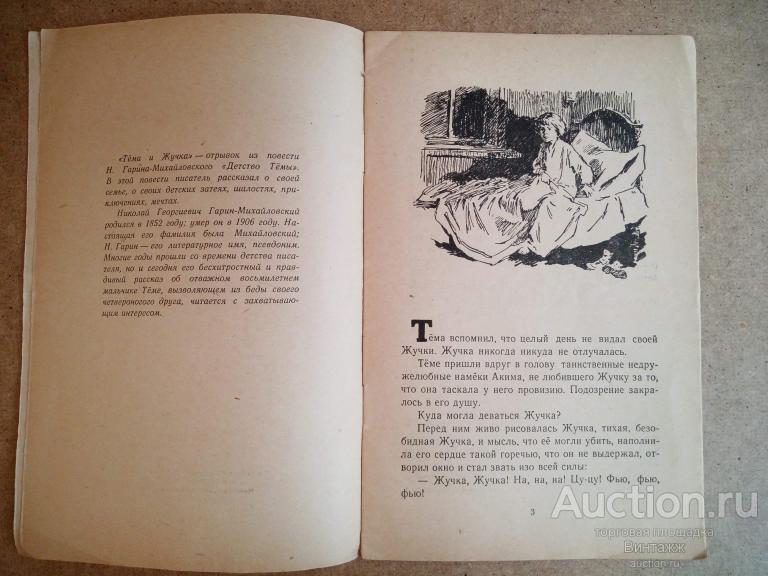 «Тёма и Жучка» — отрывок из повести
Н. Гарина-Михайловского «Детство Тёмы».
В этой повести писатель рассказал о своей
семье, о своих детских затеях, шалостях, при-
ключениях, мечтах.
Николай Георгиевич Гарин-Михайловский
родился в 1852 году; умер он в 1906 году. На-
стоящая его фамилия была Михайловский;
Н. Гарин — его литературное имя, псевдоним.
Многие годы прошли со времени детства писа-
теля, но и сегодня его бесхитростный и прав-
дивый рассказ об отважном восьмилетнем
мальчике Тёме, вызволяющем из беды своего
четвероногого друга, читается с захватываю-
щим интересом.
Тёма вспомнил, что целый день не видал своей
Жучки. Жучка никогда никуда не отлучалась.
Тёме пришли вдруг в голову таинственные недру-
желюбные намёки Акима, не любившего Жучку за то,
что она таскала у него провизию. Подозрение закра-
лось в его душу.
Куда могла деваться Жучка?
Перед ним живо рисовалась Жучка, тихая, безо-
бидная Жучка, и мысль, что её могли убить, наполни-
ла его сердце такой горечью, что он не выдержал, от-
ворил окно и стал звать изо всей силы:
— Жучка, Жучка! На, на, на! Цу-цу! Фью, фью,
фью!
3
Auction.ru
торговая площадка
Винтажж
auction.ru